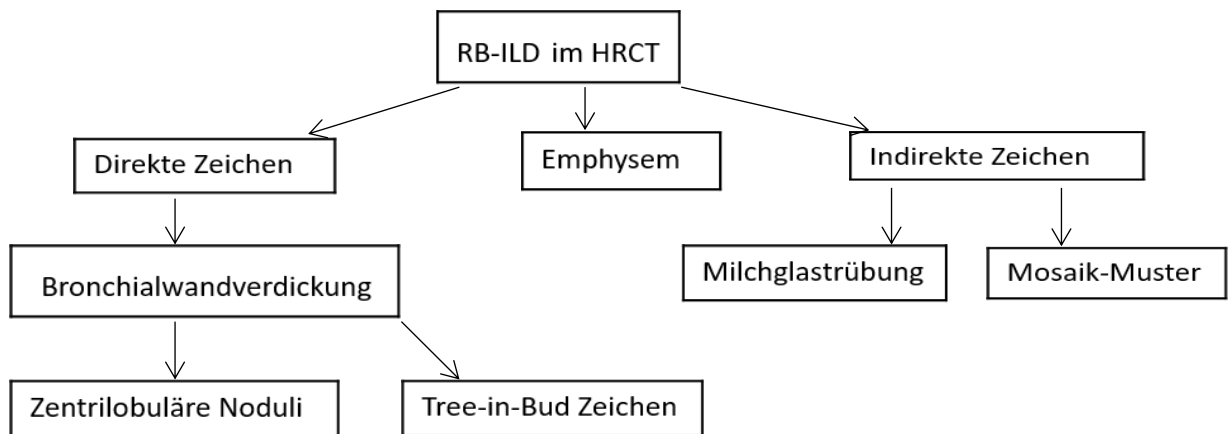 RB-ILD im HRCT
Direkte Zeichen
Emphysem
Indirekte Zeichen
Bronchialwandverdickung
Milchglastrübung
Mosaik-Muster
Zentrilobuläre Noduli
Tree-in-Bud Zeichen